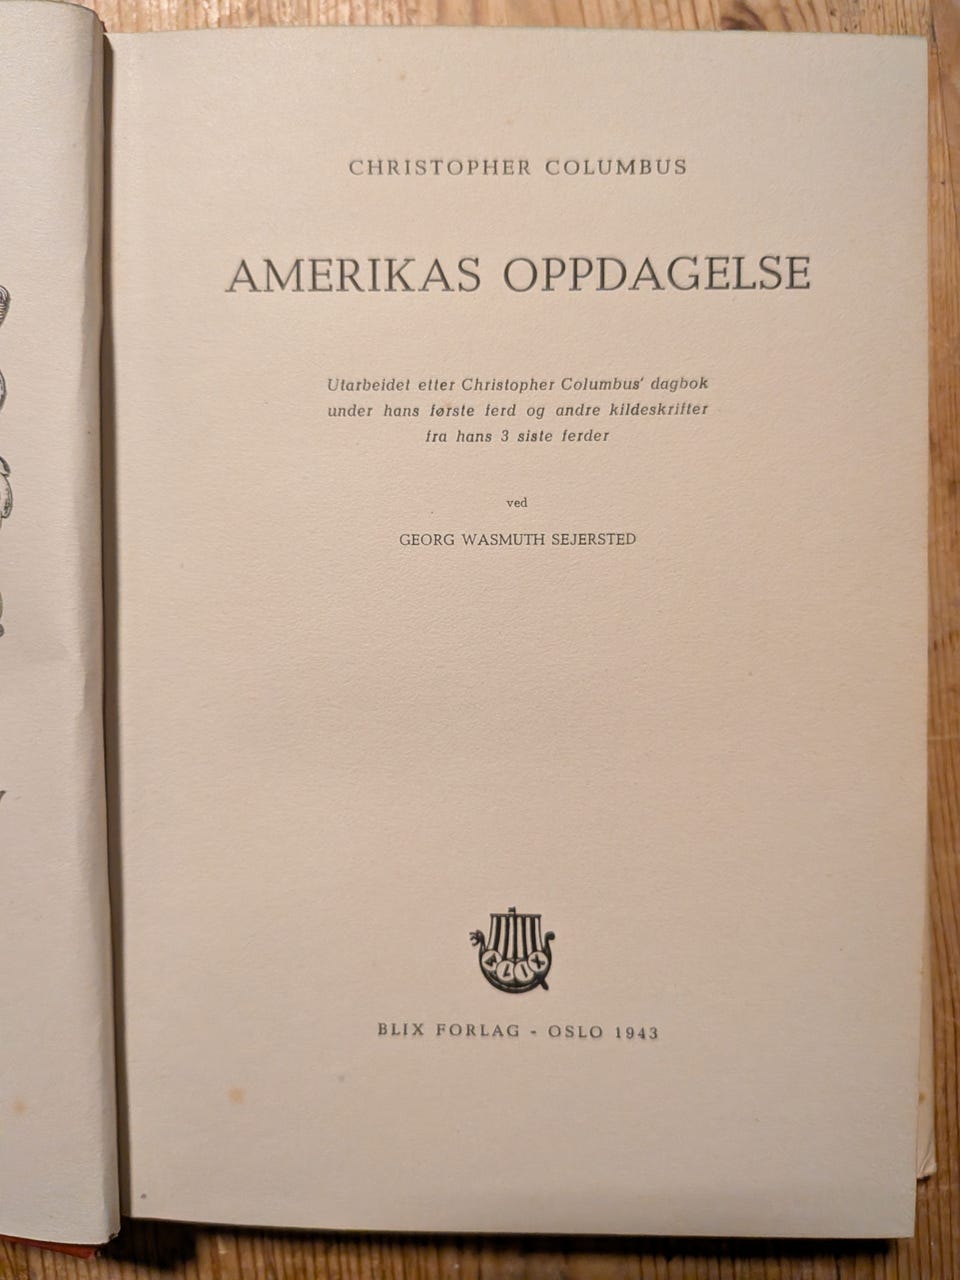 CHRISTOPHER COLUMBUS
AMERIKAS OPPDAGELSE
Utarbeidet etter Christopher Columbus' dagbok
under hans første ferd og andre kildeskrifter
fra hans 3 siste ferder
ved
GEORG WASMUTH SEJERSTED
BLIX
BLIX FORLAG - OSLO 1943